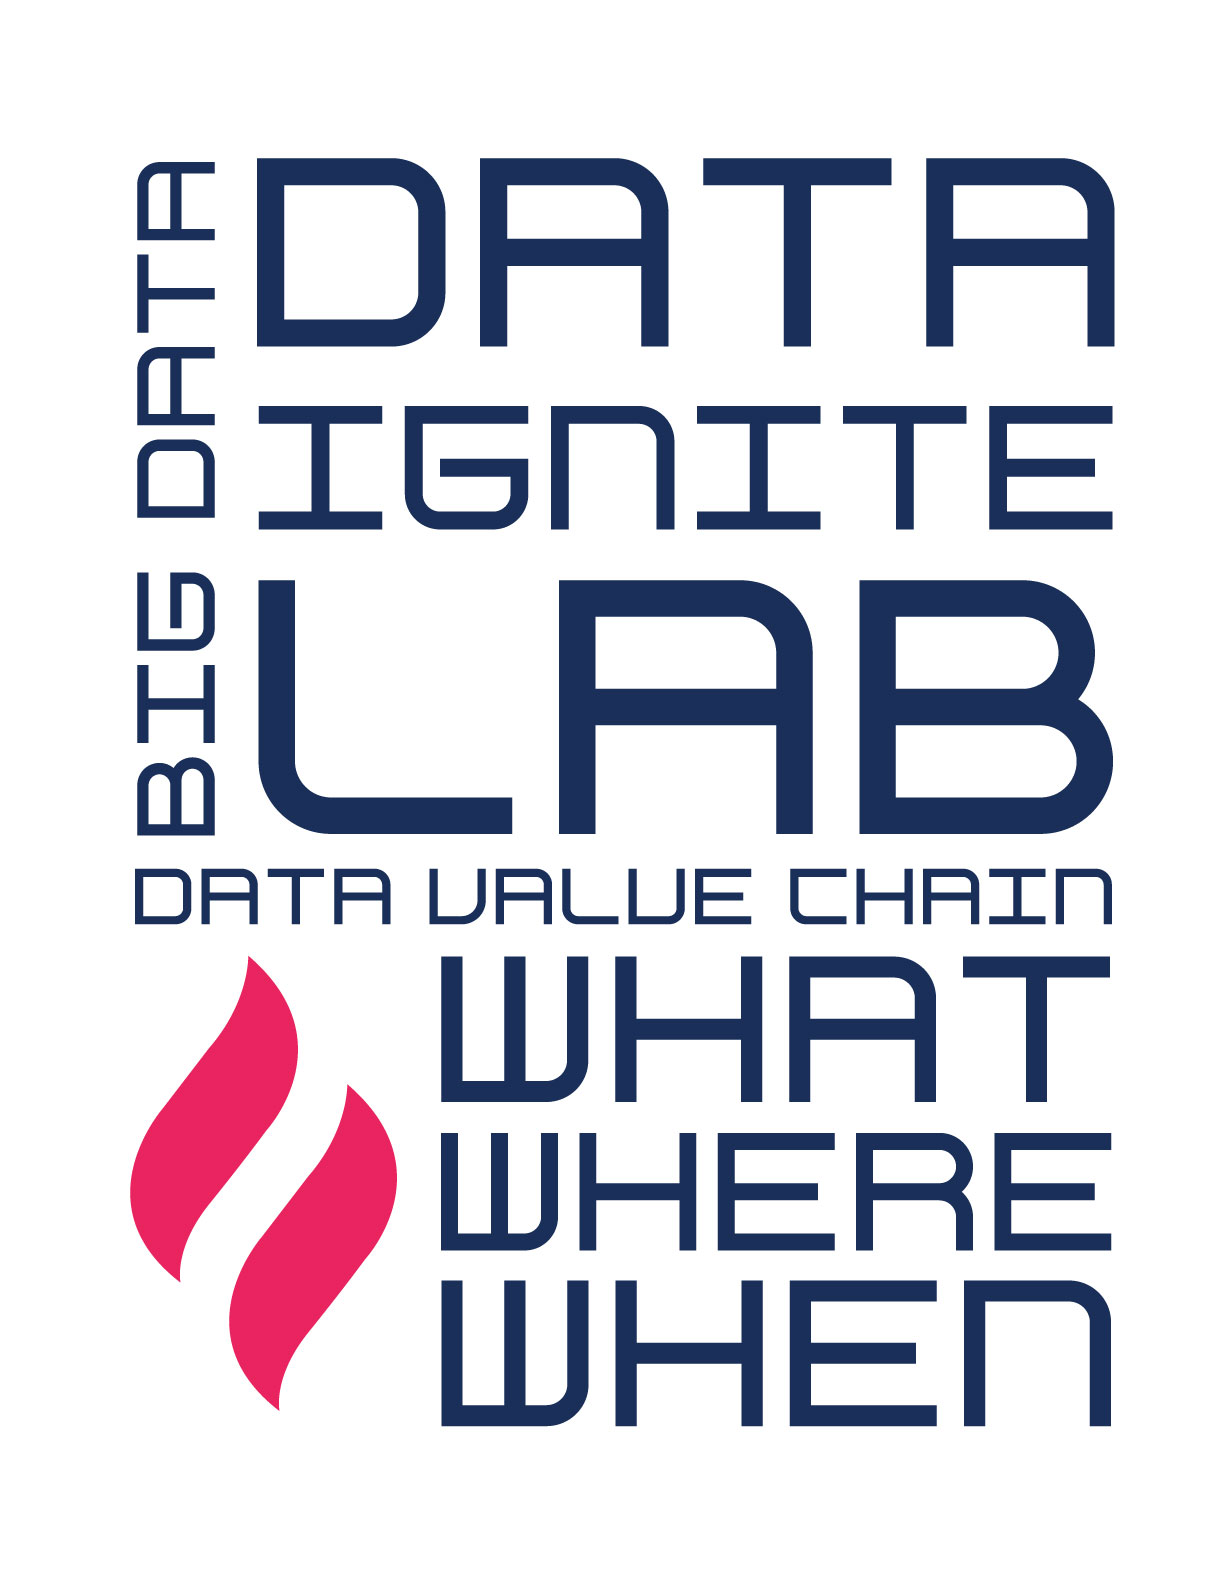 BIG DATA
DATA
IGNITE
LAB
DATA VALUE CHAIN
WHAT
WHERE
WHEN